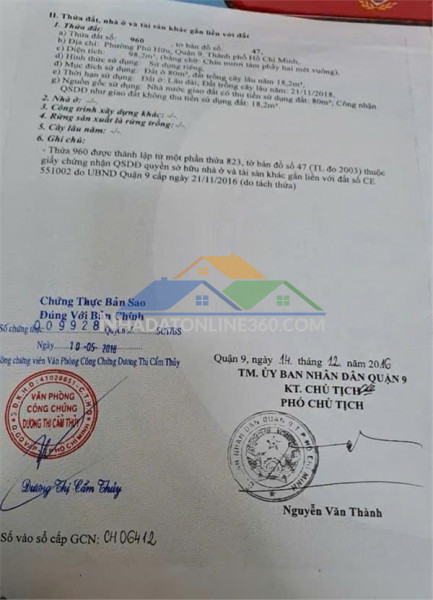 II. Thửa đất, nhà ở và tài sản khác gắn liền với đất
1. Thửa đất:
a) Thửa đất số: 960 , tờ bản đồ số: 47,
b) Địa chỉ: Phường Phú Hữu, Quận 9, Thành phố Hồ Chí Minh,
c) Diện tích: 98,2m², (bằng chữ: Chín mươi tám phẩy hai mét vuông),
d) Hình thức sử dụng: Sử dụng riêng,
đ) Mục đích sử dụng: Đất ở 80m², đất trồng cây lâu năm 18,2m²,
e) Thời hạn sử dụng: Đất ở: Lâu dài; Đất trồng cây lâu năm: 21/11/2018,
g) Nguồn gốc sử dụng: Nhà nước giao đất có thu tiền sử dụng đất: 80m²; Công nhận
QSDĐ như giao đất không thu tiền sử dụng đất: 18,2m².
2. Nhà ở: -/-
3. Công trình xây dựng khác: -/-
4. Rừng sản xuất là rừng trồng: -/-
5. Cây lâu năm: -/-
6. Ghi chú:
- Thửa 960 được thành lập từ một phần thửa 823, tờ bản đồ số 47 (TL đo 2003) thuộc
giấy chứng nhận QSDĐ quyền sở hữu nhà ở và tài sản khác gắn liền với đất số CE
551002 do UBND Quận 9 cấp ngày 21/11/2016 (do tách thửa)
Chứng Thực Bản Sao
Đúng Với Bản Chính
Số chứng thực 009928 SCT/BS
NHADATONLINE360.COM
Ngày 10-05-2018
Công chứng viên Văn Phòng Công Chứng Dương Thị Cẩm Thúy
Quận 9, ngày 14 tháng 12 năm 2016
TM. ỦY BAN NHÂN DÂN QUẬN 9
KT. CHỦ TỊCH
PHÓ CHỦ TỊCH
VĂN PHÒNG
CÔNG CHỨNG
DƯƠNG THỊ CẨM THÚY
Dương Thị Cẩm Thúy
Nguyễn Văn Thành
Số vào sổ cấp GCN: CH06412